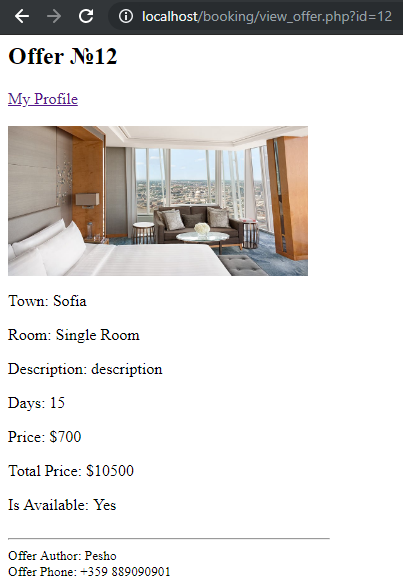 localhost/booking/view_offer.php?id=12
Offer №12
My Profile
Town: Sofia
Room: Single Room
Description: description
Days: 15
Price: $700
Total Price: $10500
Is Available: Yes
Offer Author: Pesho
Offer Phone: +359 889090901